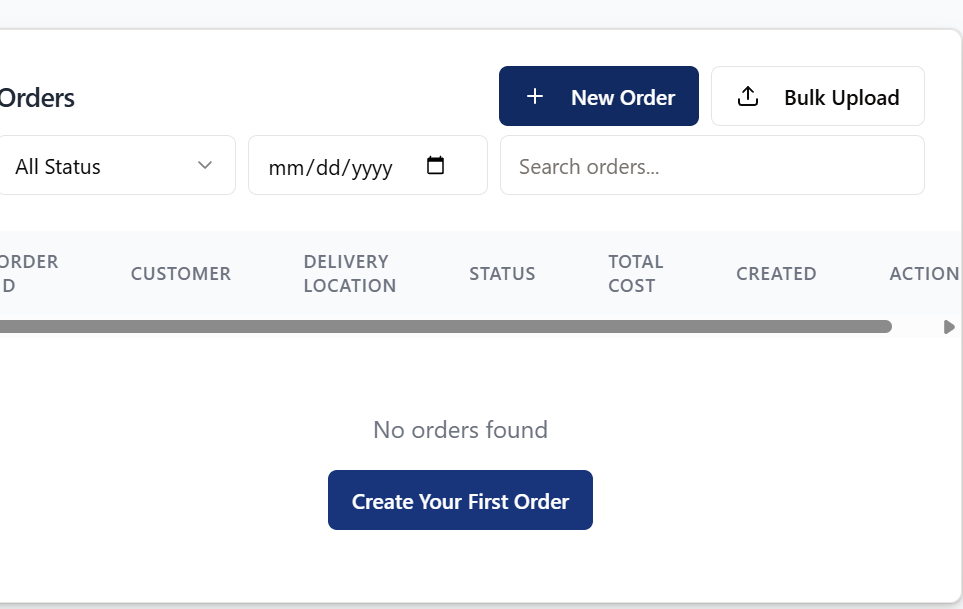 Orders
New Order
Bulk Upload
All Status
mm/dd/yyyy
Search orders...
ORDER
D
CUSTOMER
DELIVERY
LOCATION
STATUS
TOTAL
COST
CREATED
ACTION
No orders found
Create Your First Order